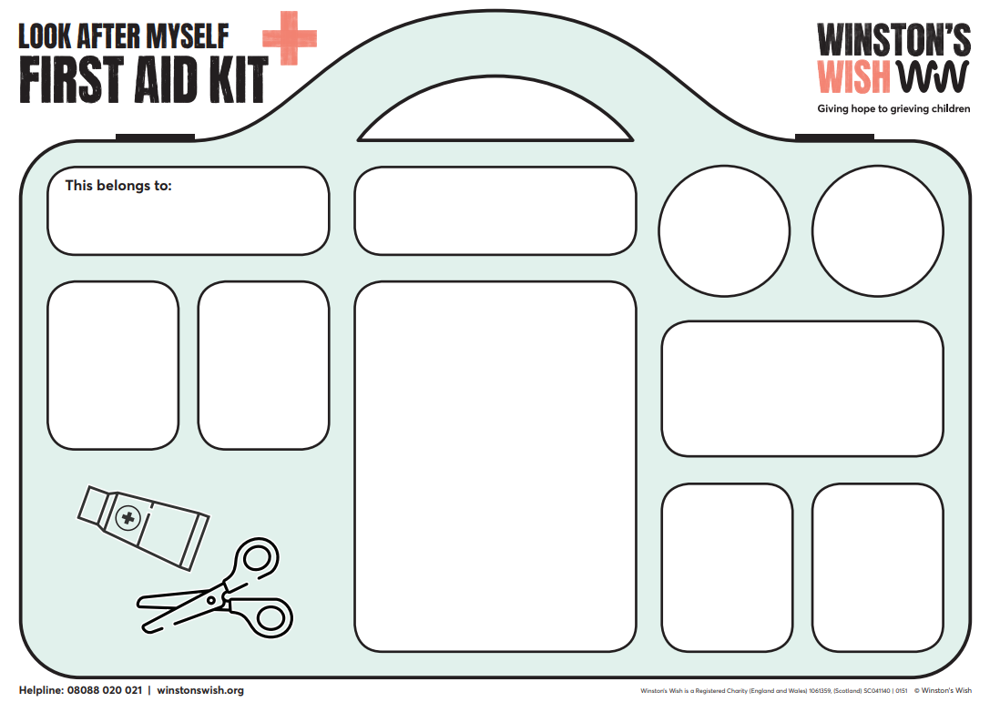 LOOK AFTER MYSELF
FIRST AID KIT
WINSTON'S
WISH
Giving hope to grieving children
This belongs to:
Helpline: 08088 020 021 | winstonswish.org
Winston's Wish is a Registered Charity (England and Wales) 1061359, (Scotland) SC041140 | 0151 © Winston's Wish